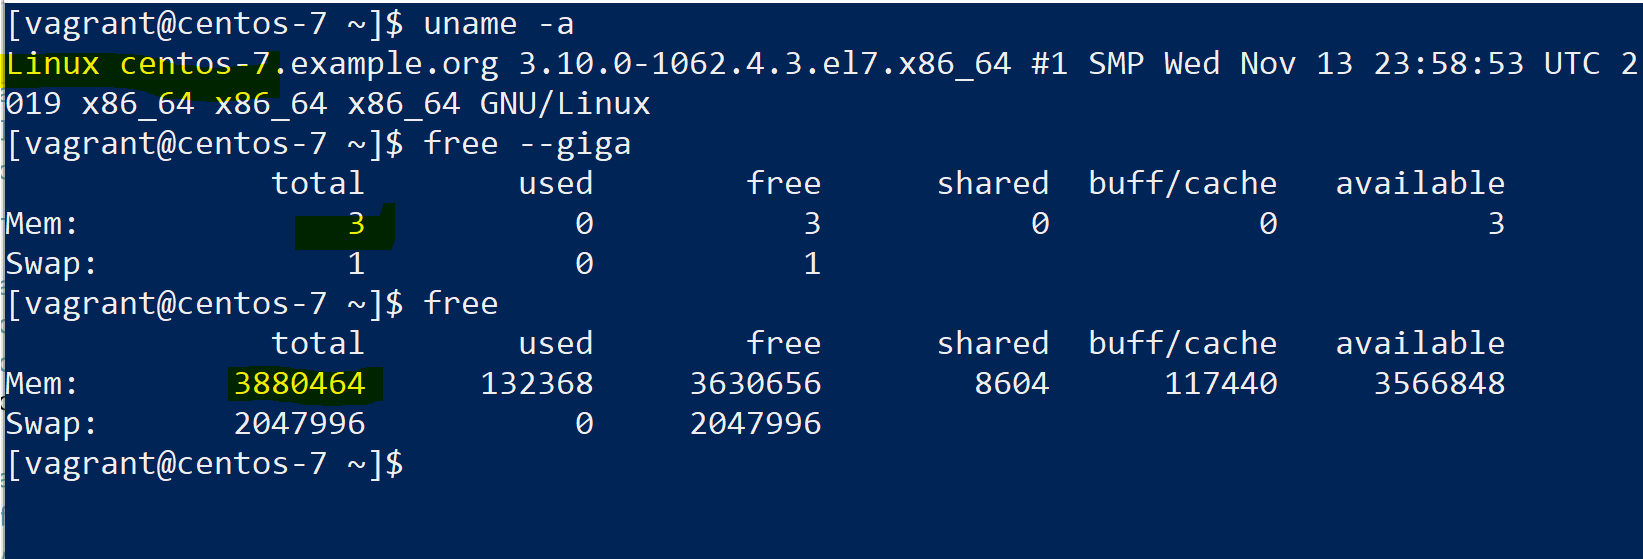 [vagrant@centos-7 ~]$ uname -a
Linux centos-7.example.org 3.10.0-1062.4.3.el7.x86_64 #1 SMP Wed Nov 13 23:58:53 UTC 2
019 x86_64 x86_64 x86_64 GNU/Linux
[vagrant@centos-7 ~]$ free --giga
total used free shared buff/cache available
Mem: 3 0 3 0 0 3
Swap: 1 0 1
[vagrant@centos-7 ~]$ free
total used free shared buff/cache available
Mem: 3880464 132368 3630656 8604 117440 3566848
Swap: 2047996 0 2047996
[vagrant@centos-7 ~]$